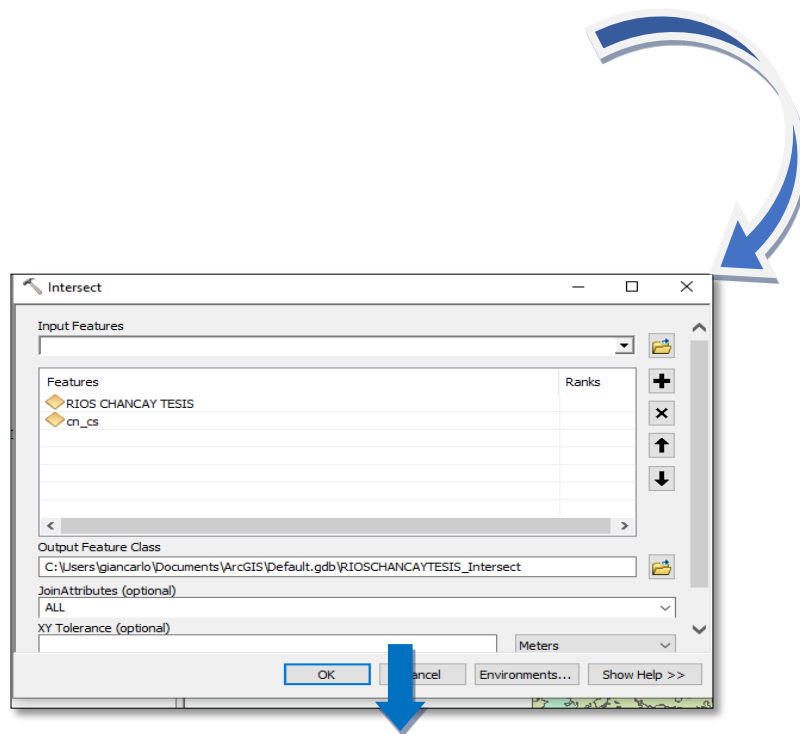 Intersect
Input Features
Features Ranks
RIOS CHANCAY TESIS
cn_cs
Output Feature Class
C:\Users\giancarlo\Documents\ArcGIS\Default.gdb\RIOSCHANCAYTESIS_Intersect
JoinAttributes (optional)
ALL
XY Tolerance (optional)
Meters
OK ancel Environments... Show Help >>